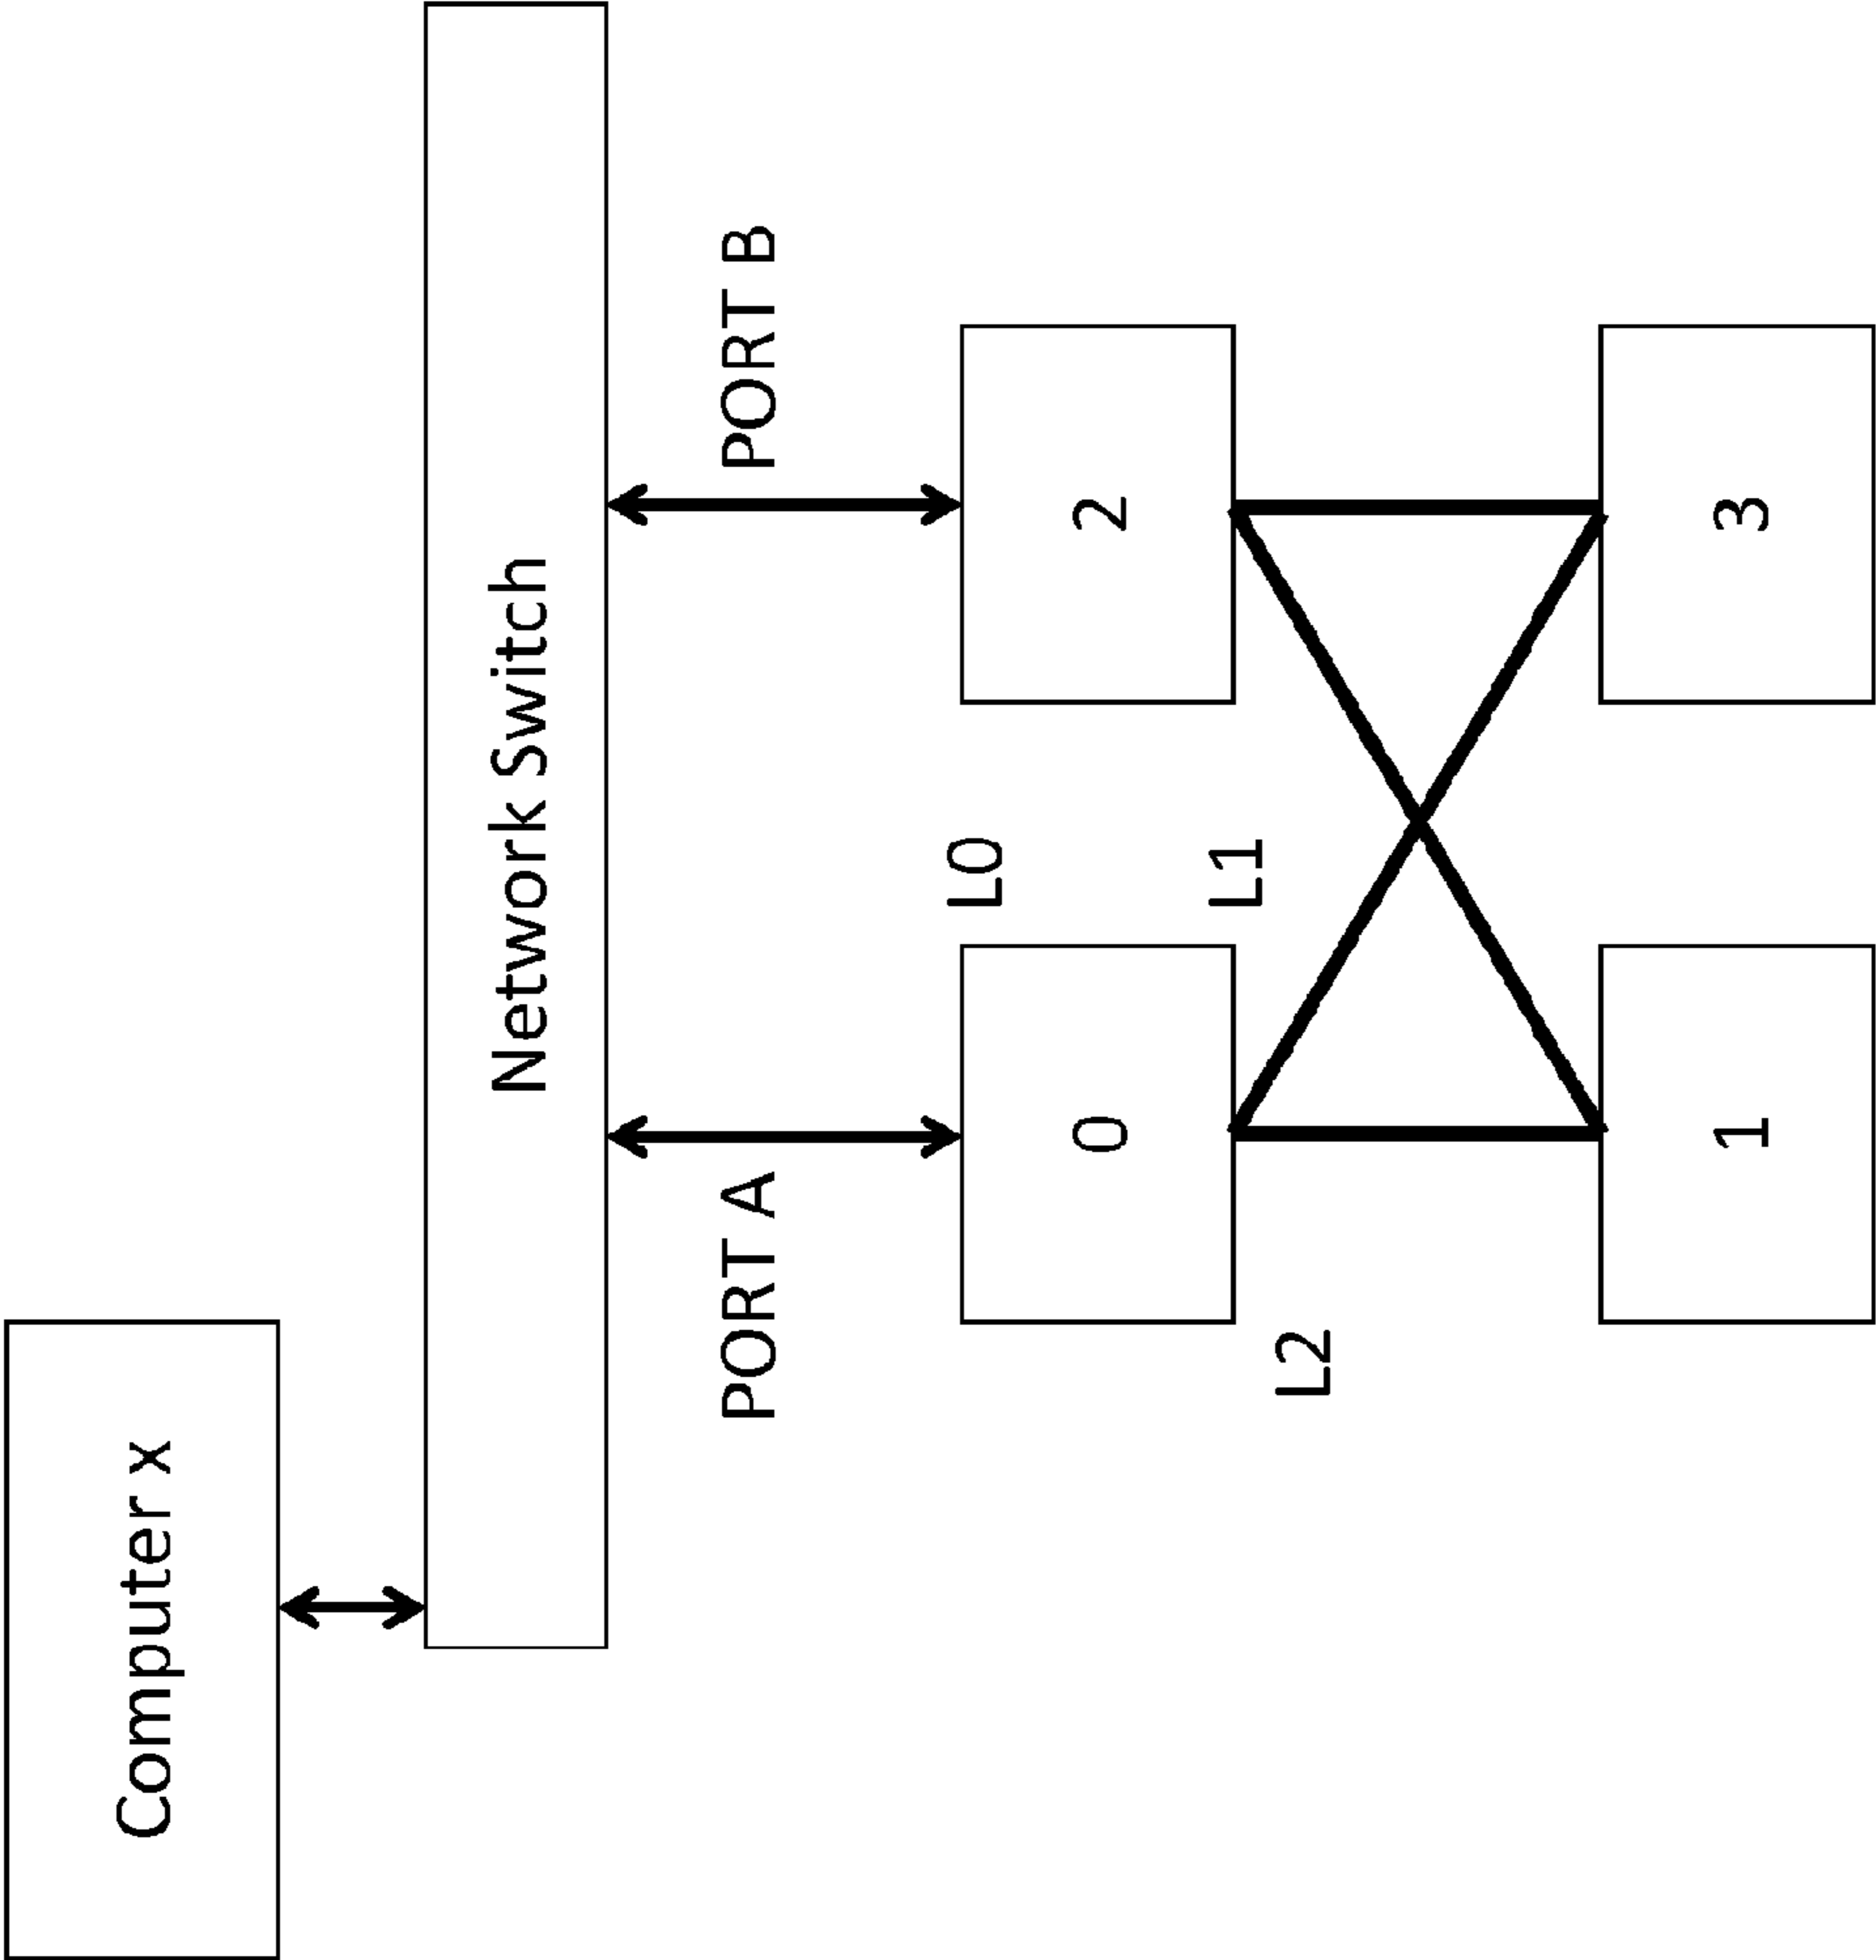 Computer x
Network Switch
PORT A
PORT B
0
L0
2
L1
L2
1
3